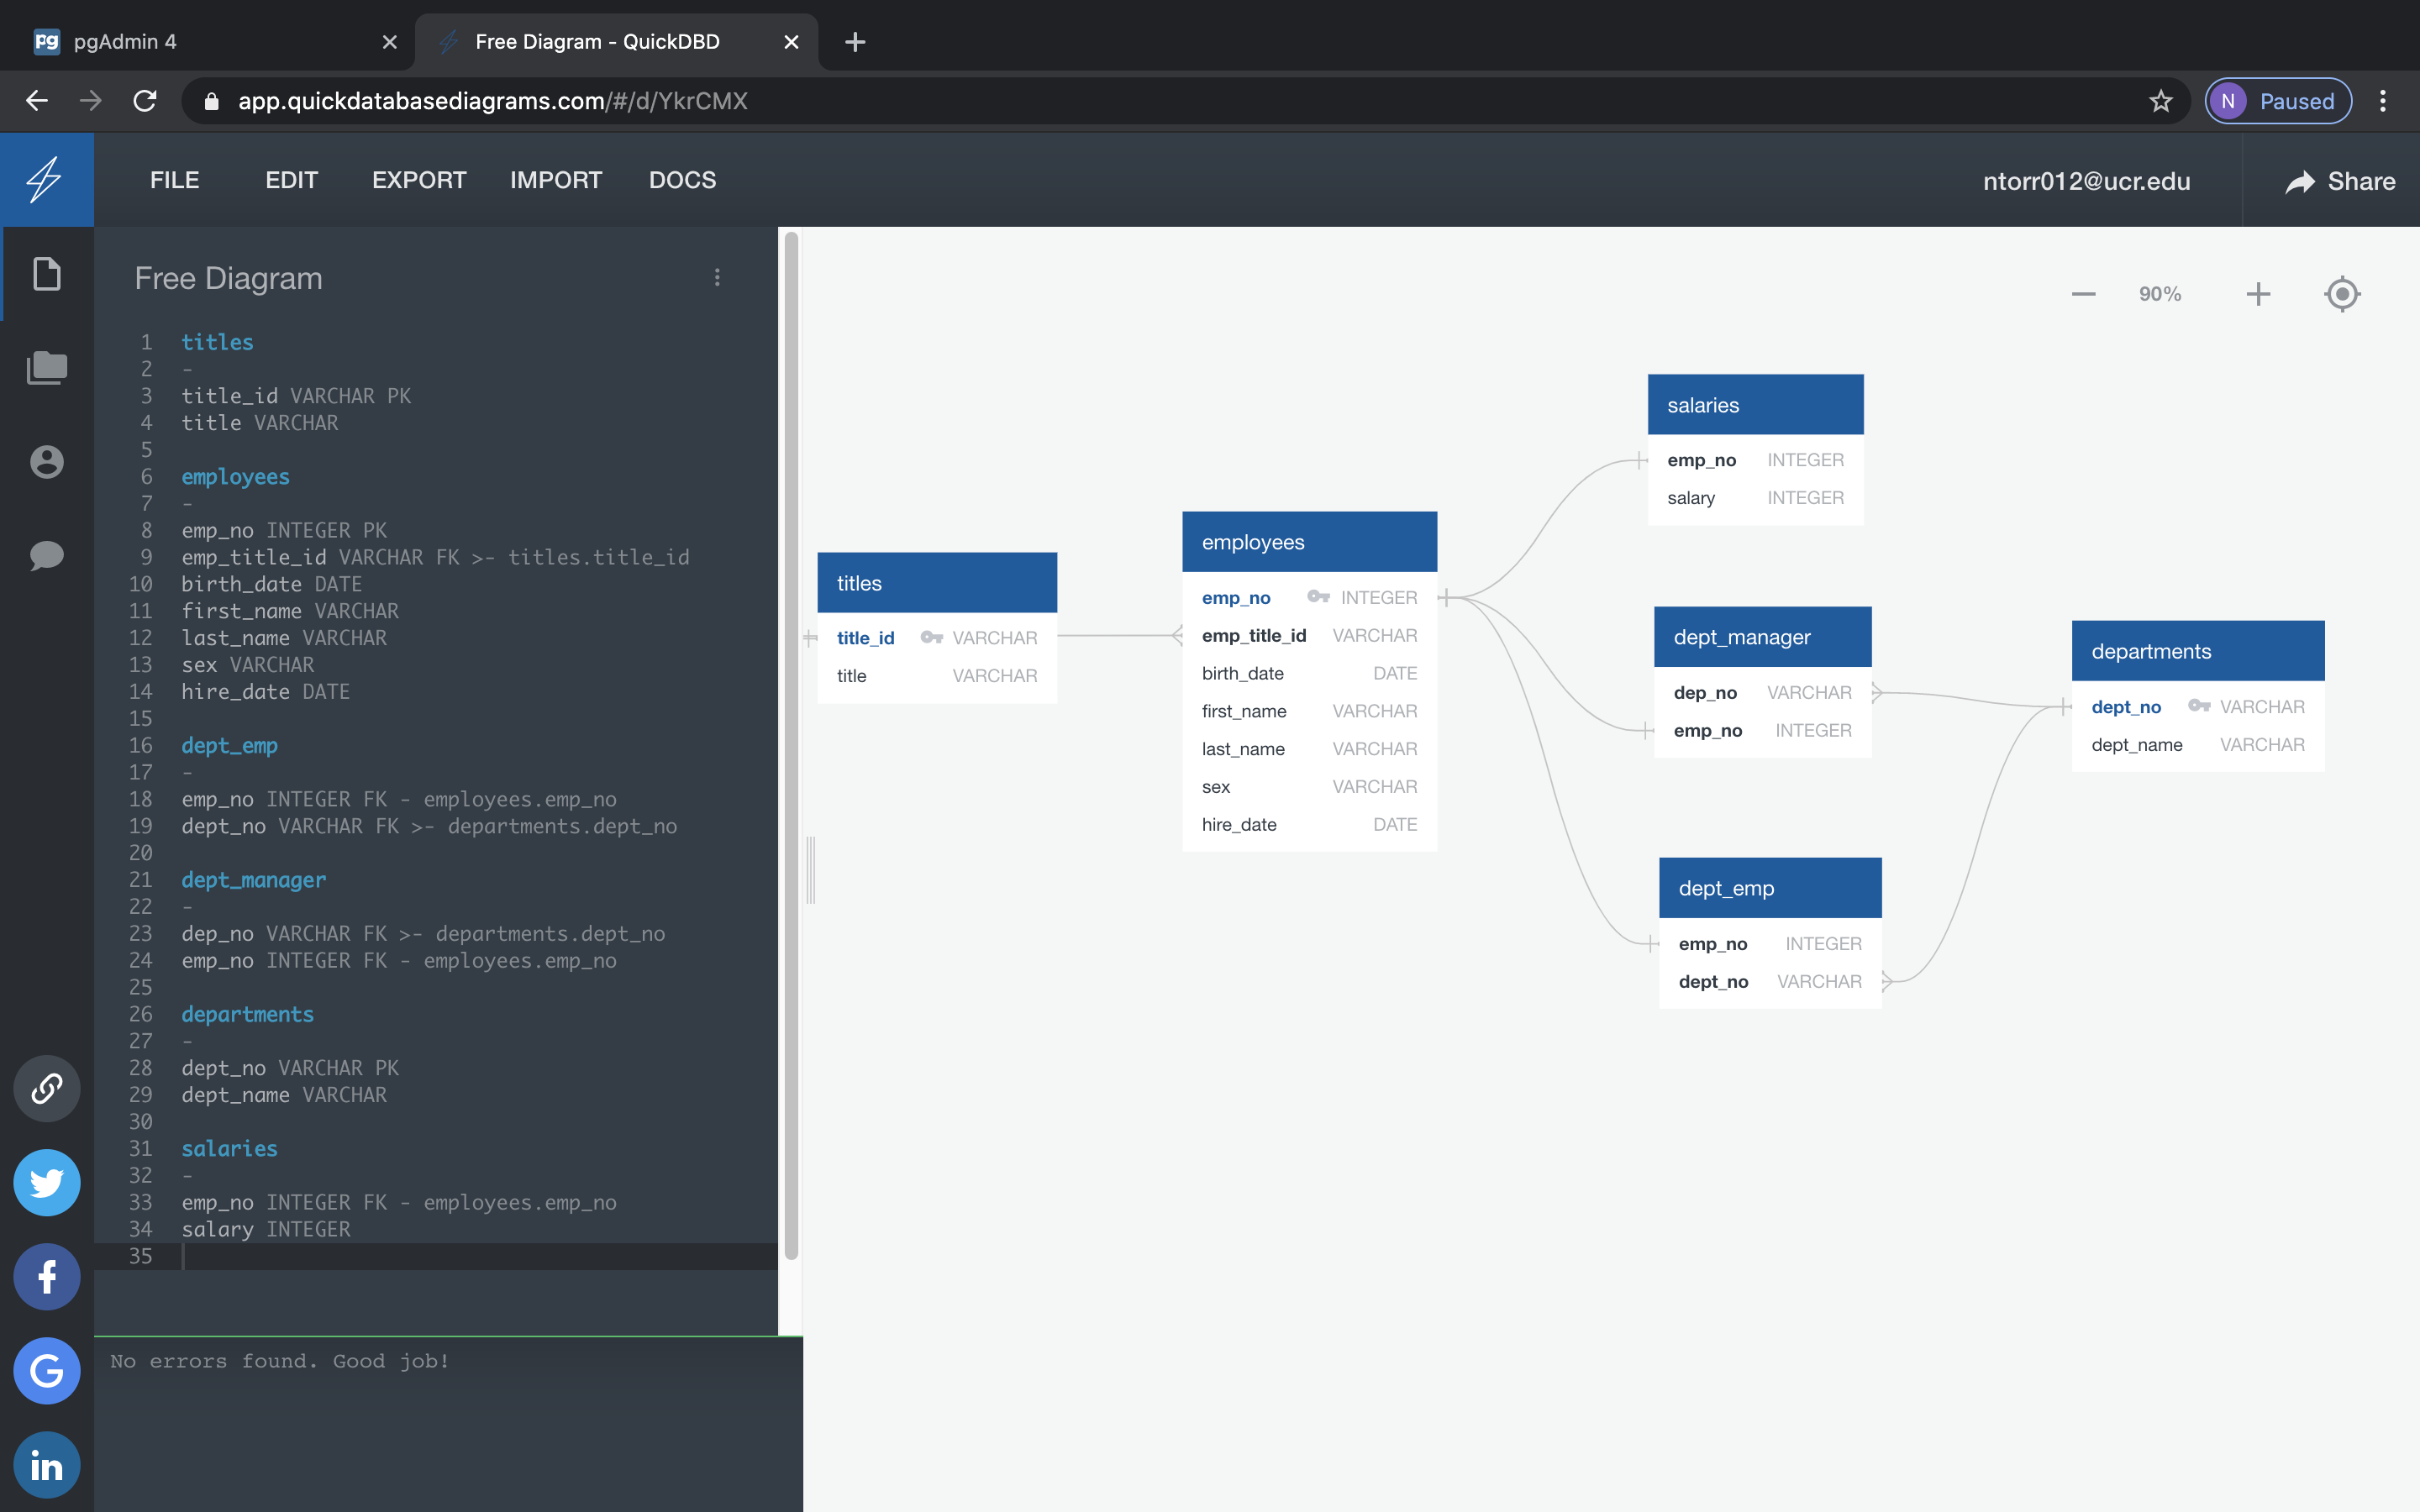 pgAdmin 4
Free Diagram - QuickDBD
app.quickdatabasediagrams.com/#/d/YkrCMX
N Paused
FILE EDIT EXPORT IMPORT DOCS
ntorr012@ucr.edu
Share
Free Diagram
1 titles
2 -
3 title_id VARCHAR PK
4 title VARCHAR
5
6 employees
7 -
8 emp_no INTEGER PK
9 emp_title_id VARCHAR FK >- titles.title_id
10 birth_date DATE
11 first_name VARCHAR
12 last_name VARCHAR
13 sex VARCHAR
14 hire_date DATE
15
16 dept_emp
17 -
18 emp_no INTEGER FK - employees.emp_no
19 dept_no VARCHAR FK >- departments.dept_no
20
21 dept_manager
22 -
23 dep_no VARCHAR FK >- departments.dept_no
24 emp_no INTEGER FK - employees.emp_no
25
26 departments
27 -
28 dept_no VARCHAR PK
29 dept_name VARCHAR
30
31 salaries
32 -
33 emp_no INTEGER FK - employees.emp_no
34 salary INTEGER
35
No errors found. Good job!
90%
titles
title_id VARCHAR
title VARCHAR
employees
emp_no INTEGER
emp_title_id VARCHAR
birth_date DATE
first_name VARCHAR
last_name VARCHAR
sex VARCHAR
hire_date DATE
salaries
emp_no INTEGER
salary INTEGER
dept_manager
dep_no VARCHAR
emp_no INTEGER
dept_emp
emp_no INTEGER
dept_no VARCHAR
departments
dept_no VARCHAR
dept_name VARCHAR